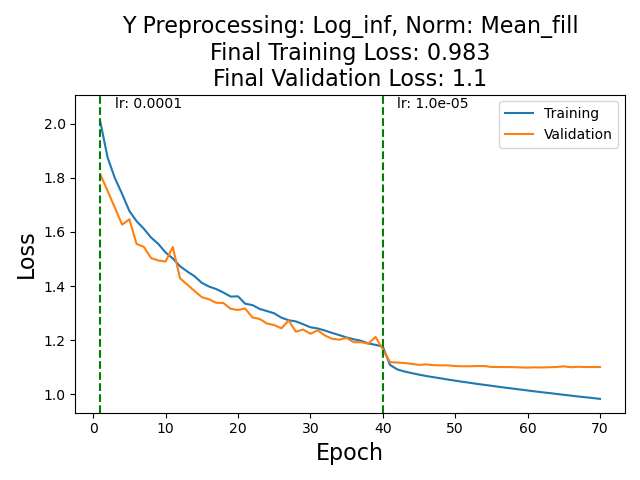 Y Preprocessing: Log_inf, Norm: Mean_fill
Final Training Loss: 0.983
Final Validation Loss: 1.1
lr: 0.0001
lr: 1.0e-05
Training
Validation
2.0
1.8
1.6
1.4
1.2
1.0
Loss
0 10 20 30 40 50 60 70
Epoch